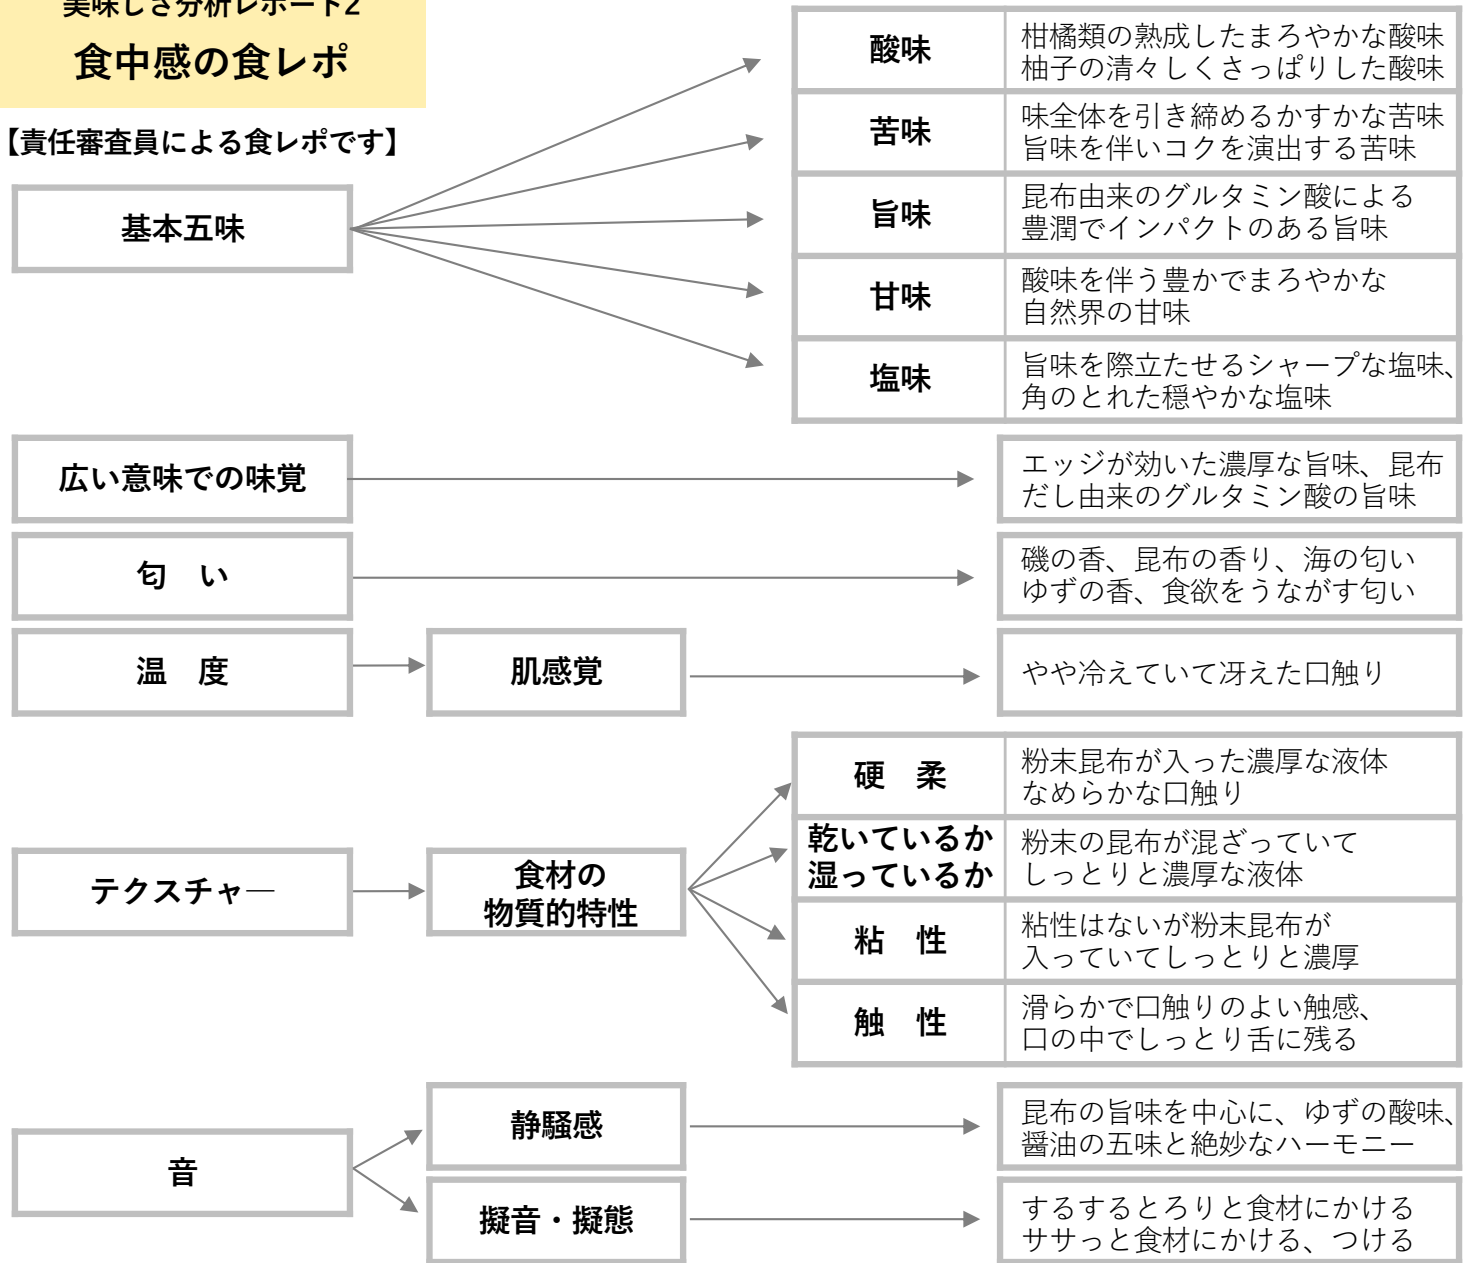 美味しさ分析レポート2
食中感の食レポ
【責任審査員による食レポです】
基本五味
酸味
柑橘類の熟成したまろやかな酸味
柚子の清々しくさっぱりした酸味
苦味
味全体を引き締めるかすかな苦味
旨味を伴いコクを演出する苦味
旨味
昆布由来のグルタミン酸による
豊潤でインパクトのある旨味
甘味
酸味を伴う豊かでまろやかな
自然界の甘味
塩味
旨味を際立たせるシャープな塩味、
角のとれた穏やかな塩味
広い意味での味覚
エッジが効いた濃厚な旨味、昆布
だし由来のグルタミン酸の旨味
匂　い
磯の香、昆布の香り、海の匂い
ゆずの香、食欲をうながす匂い
温　度
肌感覚
やや冷えていて冴えた口触り
テクスチャ―
食材の
物質的特性
硬　柔
粉末昆布が入った濃厚な液体
なめらかな口触り
乾いているか
湿っているか
粉末の昆布が混ざっていて
しっとりと濃厚な液体
粘　性
粘性はないが粉末昆布が
入っていてしっとりと濃厚
触　性
滑らかで口触りのよい触感、
口の中でしっとり舌に残る
音
静騒感
昆布の旨味を中心に、ゆずの酸味、
醤油の五味と絶妙なハーモニー
擬音・擬態
するするとろりと食材にかける
ササっと食材にかける、つける